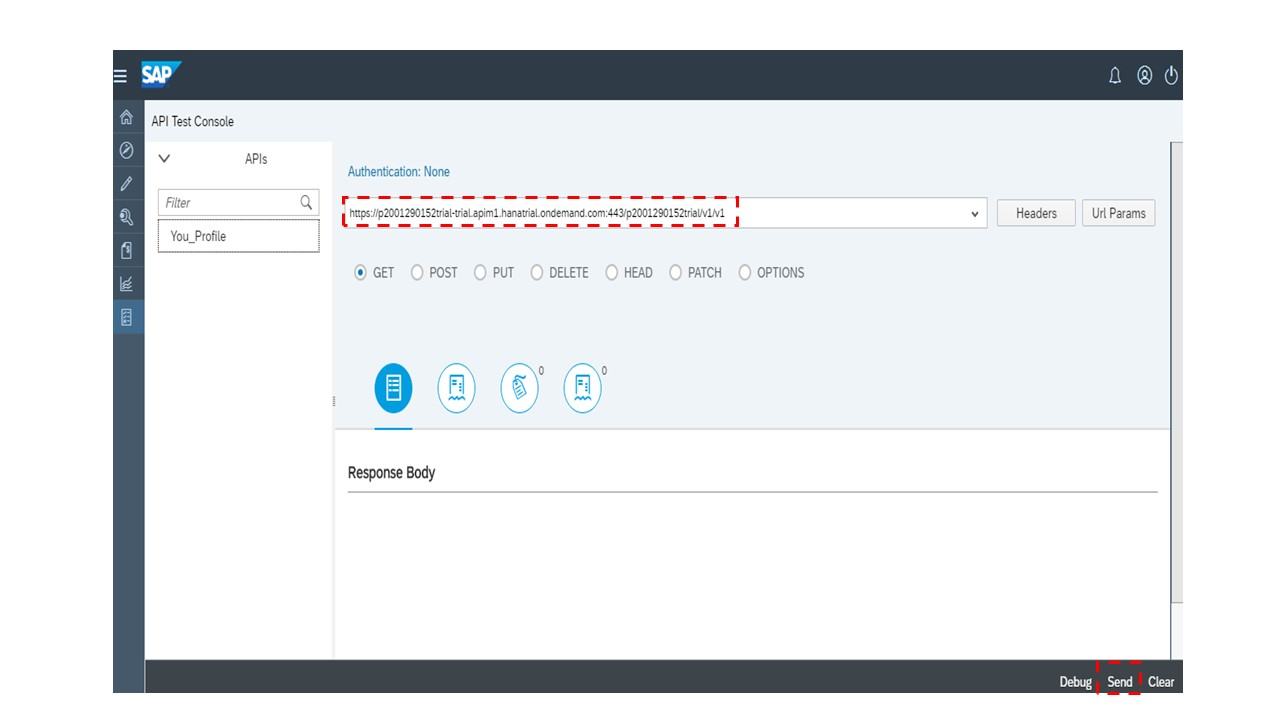 SAP
API Test Console
APIs
Filter
You_Profile
Authentication: None
https://p2001290152trial-trial.apim1.hanatrial.ondemand.com:443/p2001290152trial/v1/v1
Headers Url Params
GET POST PUT DELETE HEAD PATCH OPTIONS
0 0
Response Body
Debug Send Clear